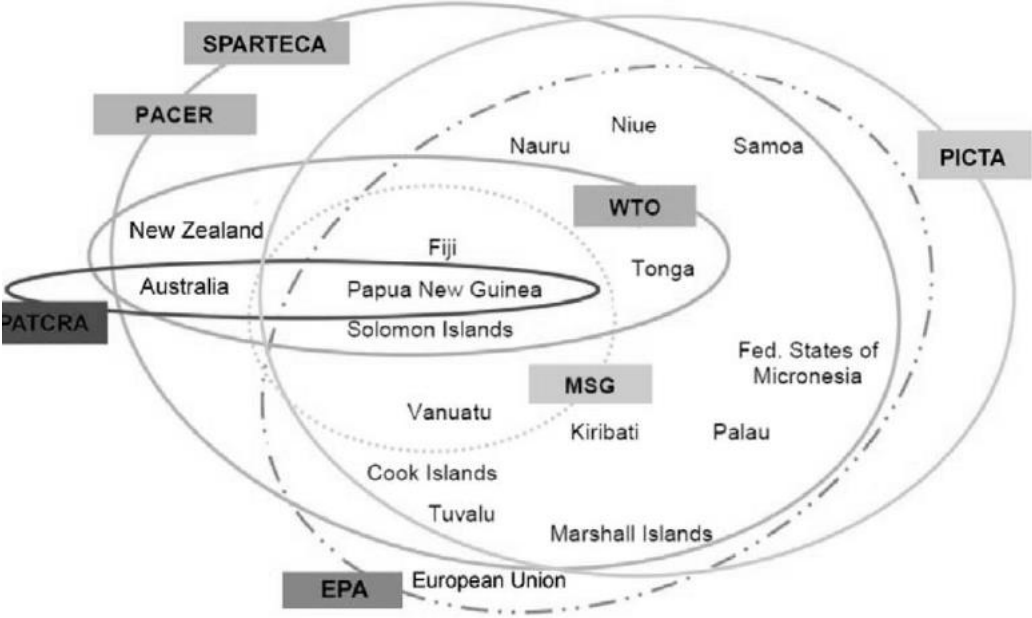 SPARTECA
PACER
Niue
Nauru
Samoa
PICTA
WTO
New Zealand
Fiji
Tonga
Australia
Papua New Guinea
PATCRA
Solomon Islands
Fed. States of
Micronesia
MSG
Vanuatu
Kiribati
Palau
Cook Islands
Tuvalu
Marshall Islands
EPA
European Union